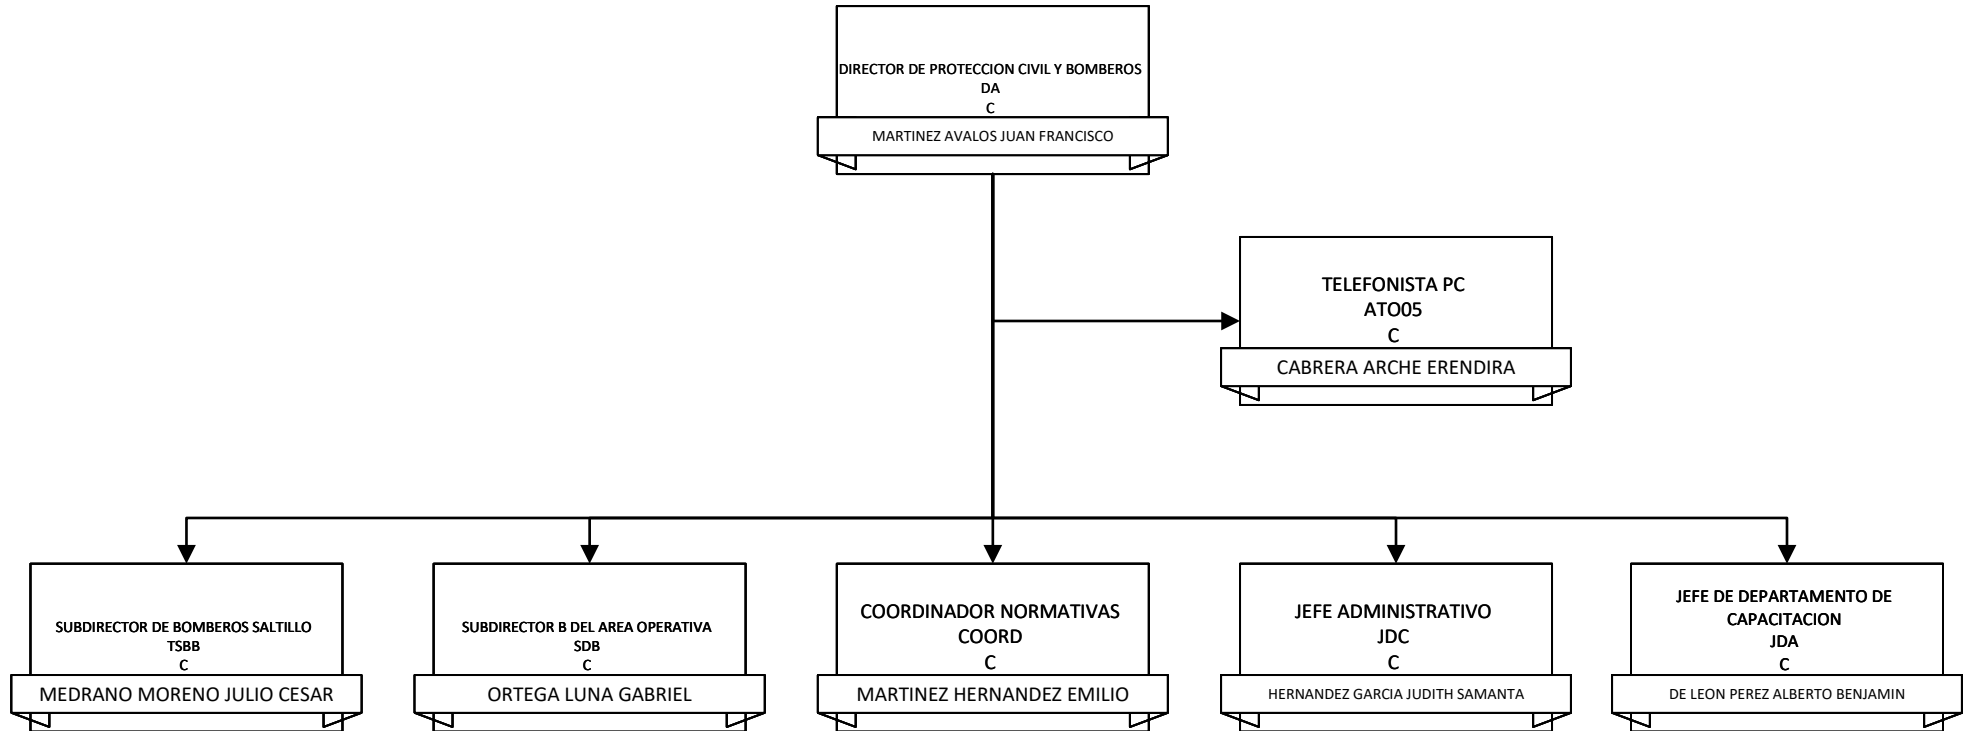 DIRECTOR DE PROTECCION CIVIL Y BOMBEROS
DA
C
MARTINEZ AVALOS JUAN FRANCISCO
TELEFONISTA PC
ATO05
C
CABRERA ARCHE ERENDIRA
SUBDIRECTOR DE BOMBEROS SALTILLO
TSBB
C
MEDRANO MORENO JULIO CESAR
SUBDIRECTOR B DEL AREA OPERATIVA
SDB
C
ORTEGA LUNA GABRIEL
COORDINADOR NORMATIVAS
COORD
C
MARTINEZ HERNANDEZ EMILIO
JEFE ADMINISTRATIVO
JDC
C
HERNANDEZ GARCIA JUDITH SAMANTA
JEFE DE DEPARTAMENTO DE
CAPACITACION
JDA
C
DE LEON PEREZ ALBERTO BENJAMIN